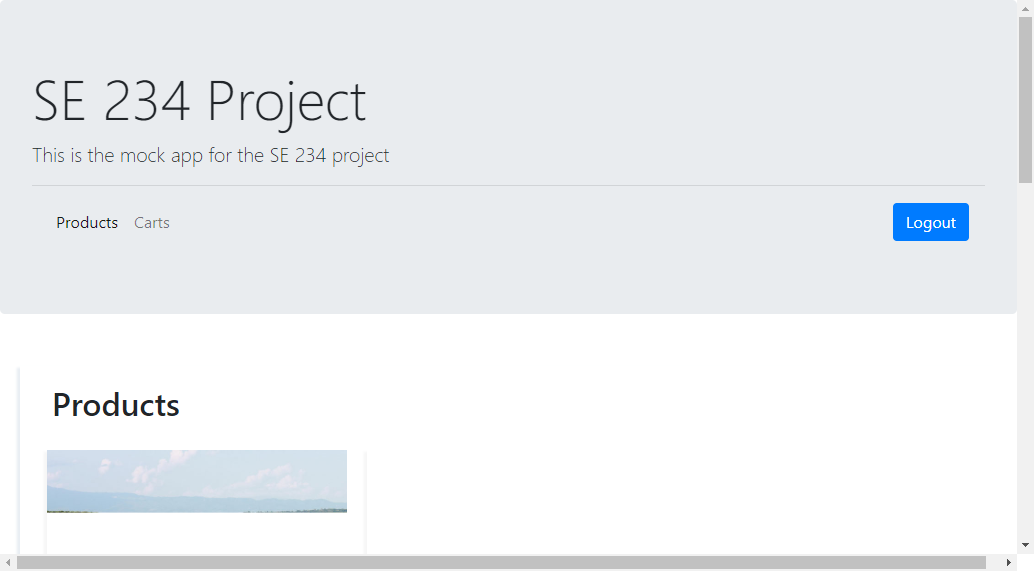 SE 234 Project
This is the mock app for the SE 234 project
Products Carts Logout
Products